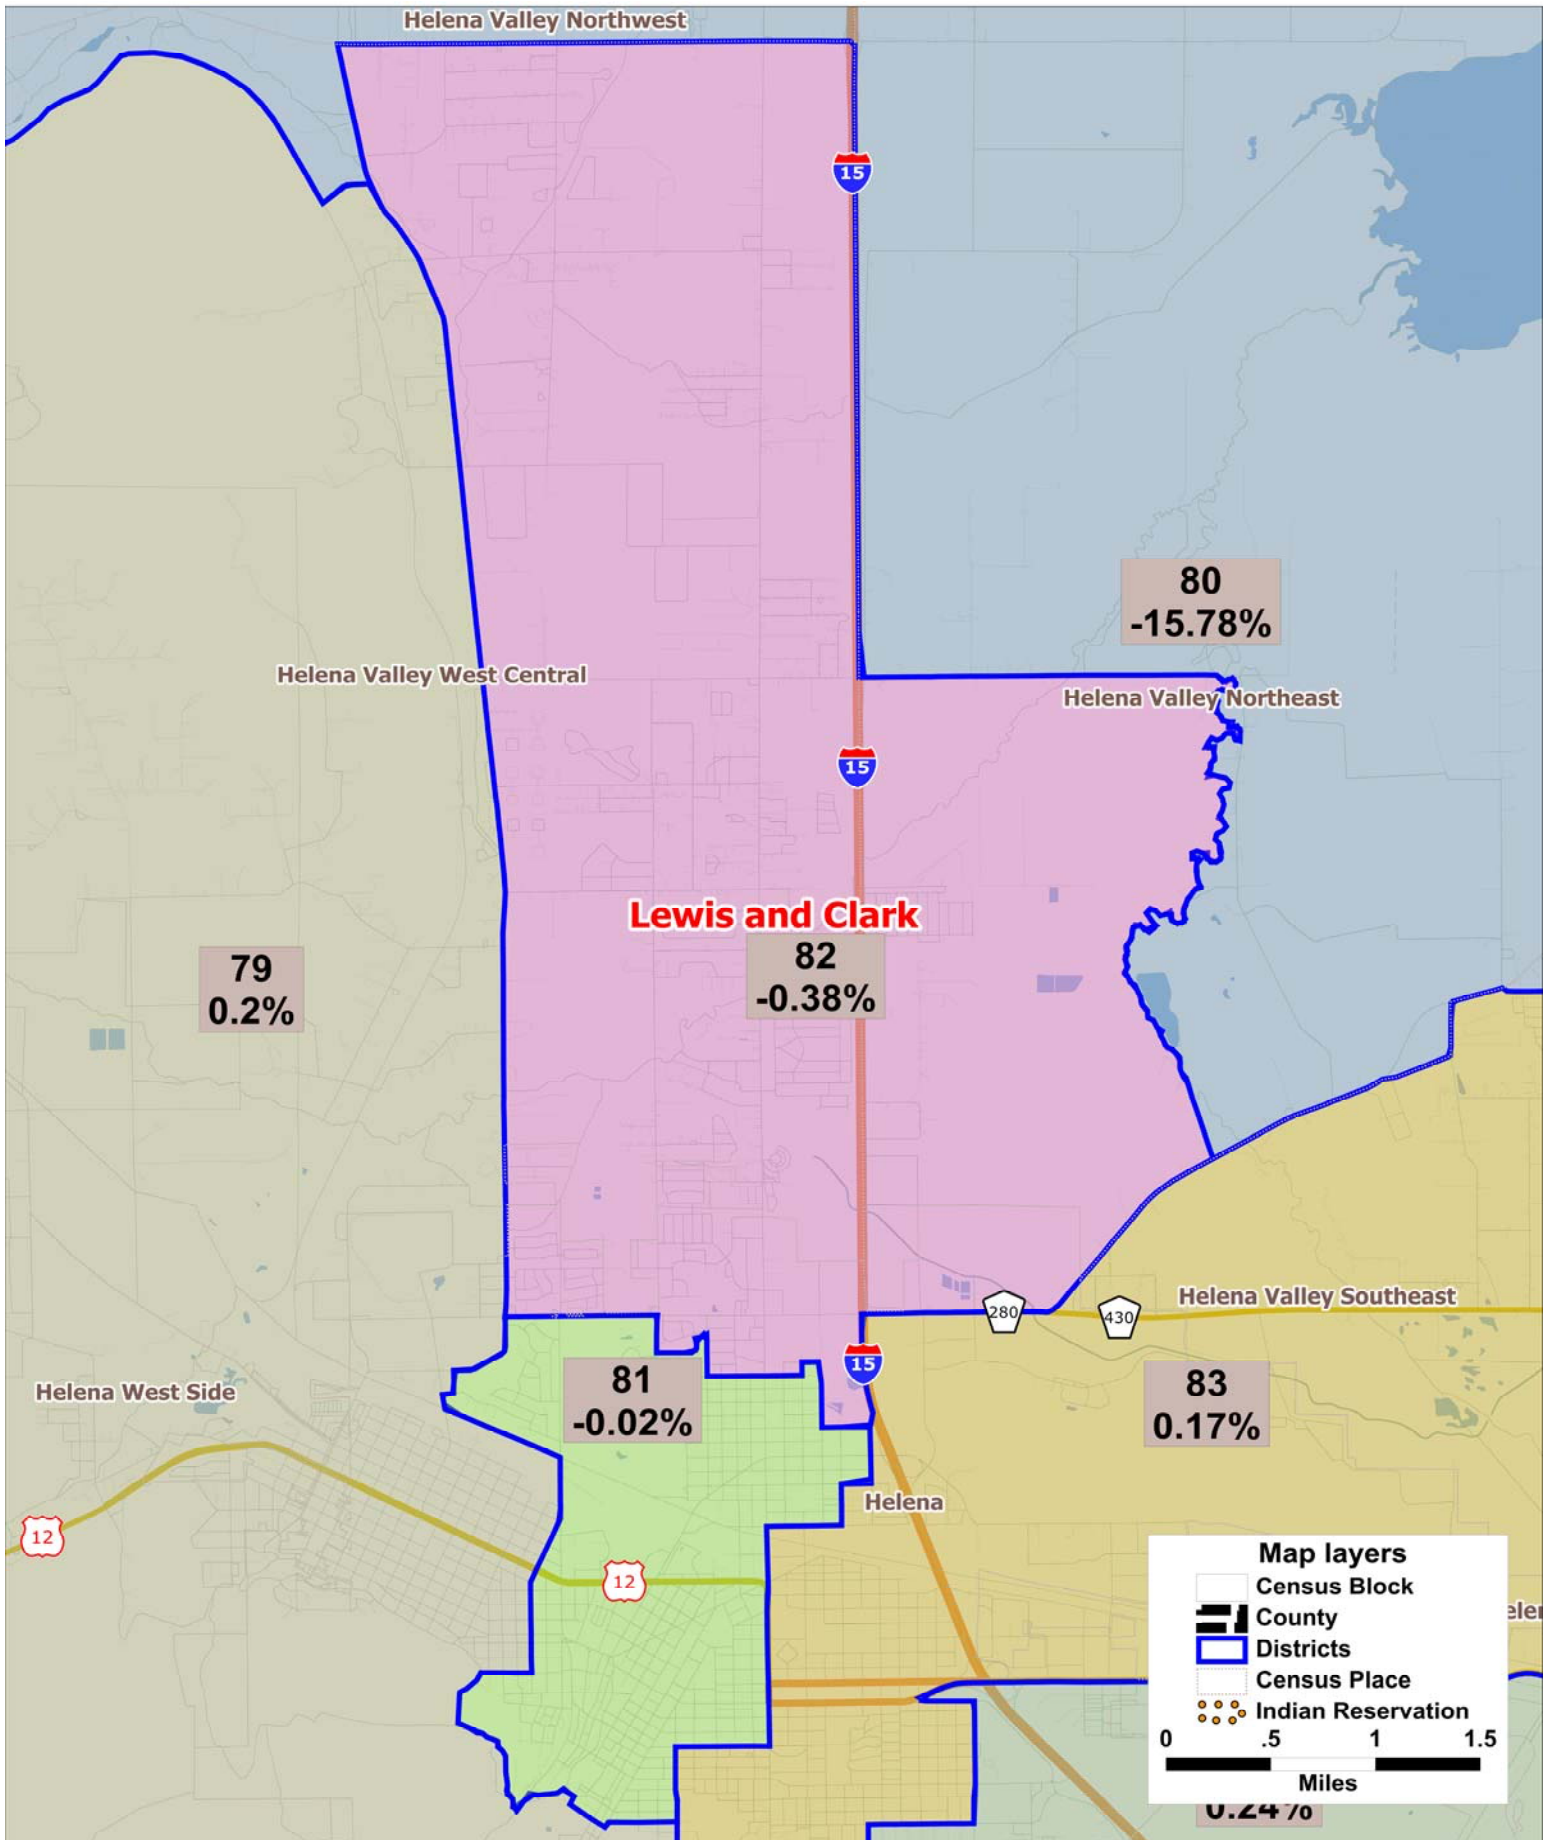 Helena Valley Northwest
15
80
-15.78%
Helena Valley West Central
Helena Valley Northeast
15
Lewis and Clark
82
-0.38%
79
0.2%
Helena Valley Southeast
280
430
15
81
-0.02%
83
0.17%
Helena West Side
Helena
12
12
Map layers
Census Block
County
Districts
Census Place
Indian Reservation
0 .5 1 1.5
Miles
0.24%